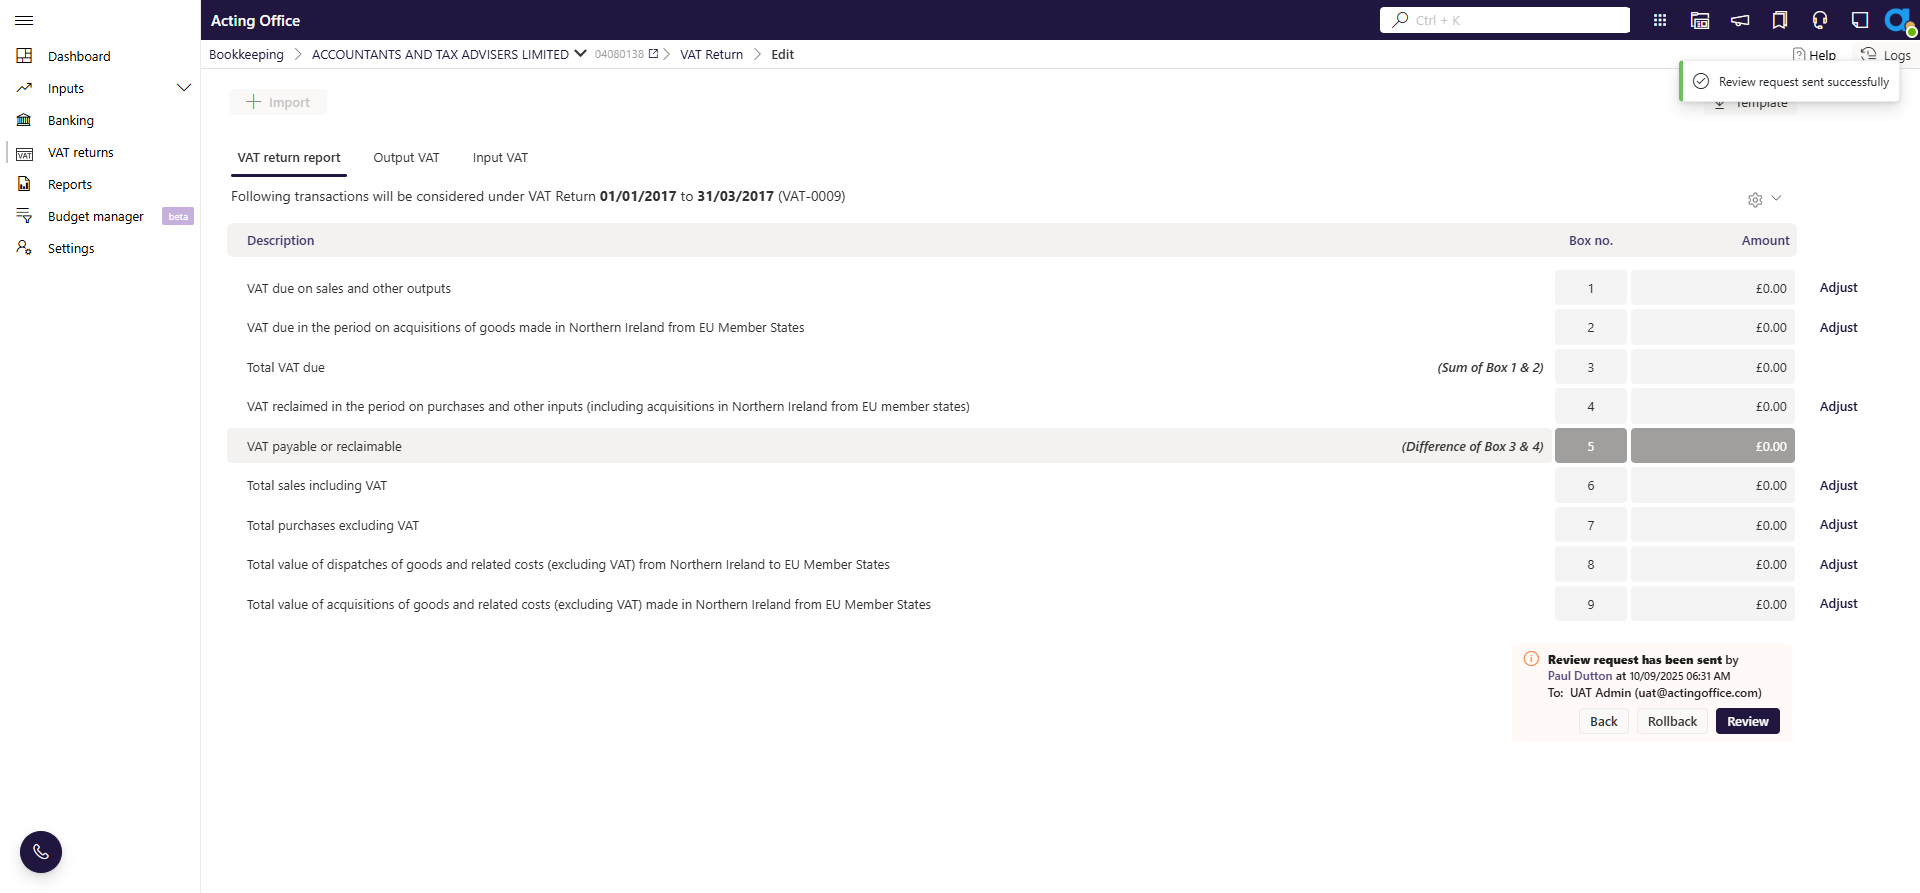 Acting Office
Ctrl + K
Dashboard
Inputs
Banking
VAT returns
Reports
Budget manager beta
Settings
Bookkeeping > ACCOUNTANTS AND TAX ADVISERS LIMITED 04080138 > VAT Return > Edit
Help
Logs
Review request sent successfully
Import
Template
VAT return report Output VAT Input VAT
Following transactions will be considered under VAT Return 01/01/2017 to 31/03/2017 (VAT-0009)
Description Box no. Amount
VAT due on sales and other outputs 1 £0.00 Adjust
VAT due in the period on acquisitions of goods made in Northern Ireland from EU Member States 2 £0.00 Adjust
Total VAT due (Sum of Box 1 & 2) 3 £0.00
VAT reclaimed in the period on purchases and other inputs (including acquisitions in Northern Ireland from EU member states) 4 £0.00 Adjust
VAT payable or reclaimable (Difference of Box 3 & 4) 5 £0.00
Total sales including VAT 6 £0.00 Adjust
Total purchases excluding VAT 7 £0.00 Adjust
Total value of dispatches of goods and related costs (excluding VAT) from Northern Ireland to EU Member States 8 £0.00 Adjust
Total value of acquisitions of goods and related costs (excluding VAT) made in Northern Ireland from EU Member States 9 £0.00 Adjust
Review request has been sent by
Paul Dutton at 10/09/2025 06:31 AM
To: UAT Admin (uat@actingoffice.com)
Back Rollback Review